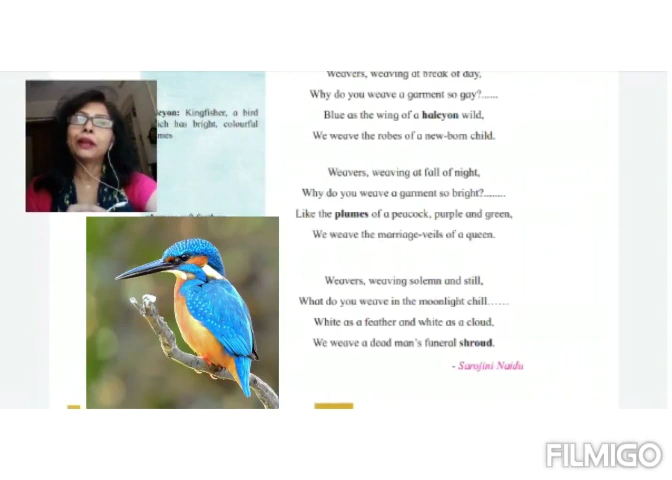 halcyon: Kingfisher, a bird
which has bright, colourful
plumes
Weavers, weaving at break of day,
Why do you weave a garment so gay?......
Blue as the wing of a halcyon wild,
We weave the robes of a new-born child.
Weavers, weaving at fall of night,
Why do you weave a garment so bright?........
Like the plumes of a peacock, purple and green,
We weave the marriage-veils of a queen.
Weavers, weaving solemn and still,
What do you weave in the moonlight chill......
White as a feather and white as a cloud,
We weave a dead man's funeral shroud.
- Sarojini Naidu
FILMIGO